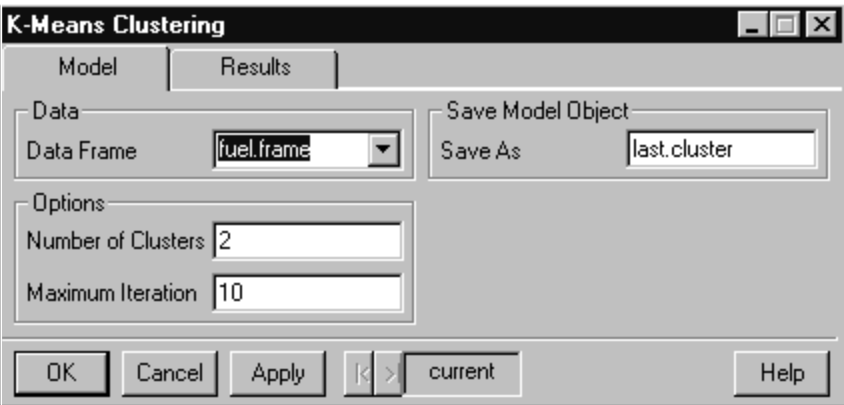 K-Means Clustering
Model Results
Data
Data Frame fuel.frame
Save Model Object
Save As last.cluster
Options
Number of Clusters 2
Maximum Iteration 10
OK Cancel Apply |< >| current Help